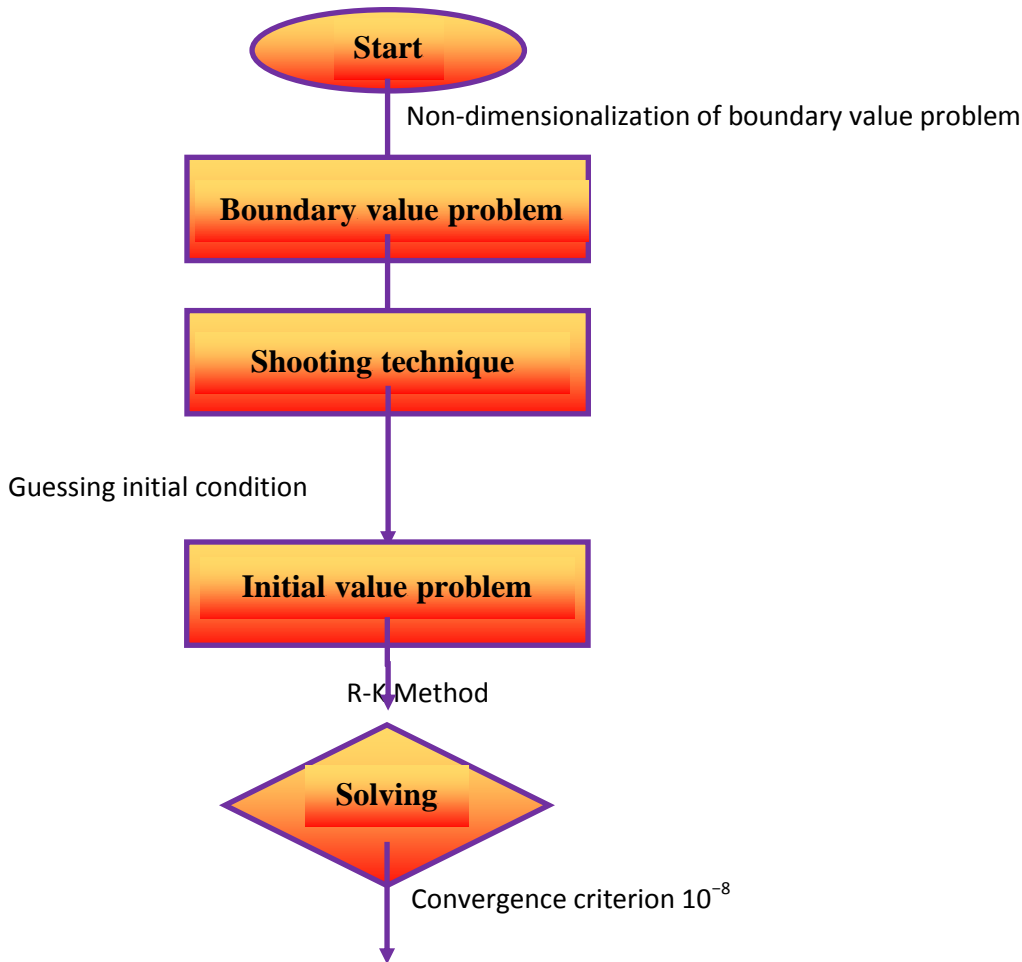 Start
Non-dimensionalization of boundary value problem
Boundary value problem
Shooting technique
Guessing initial condition
Initial value problem
R-K Method
Solving
Convergence criterion 10⁻⁸